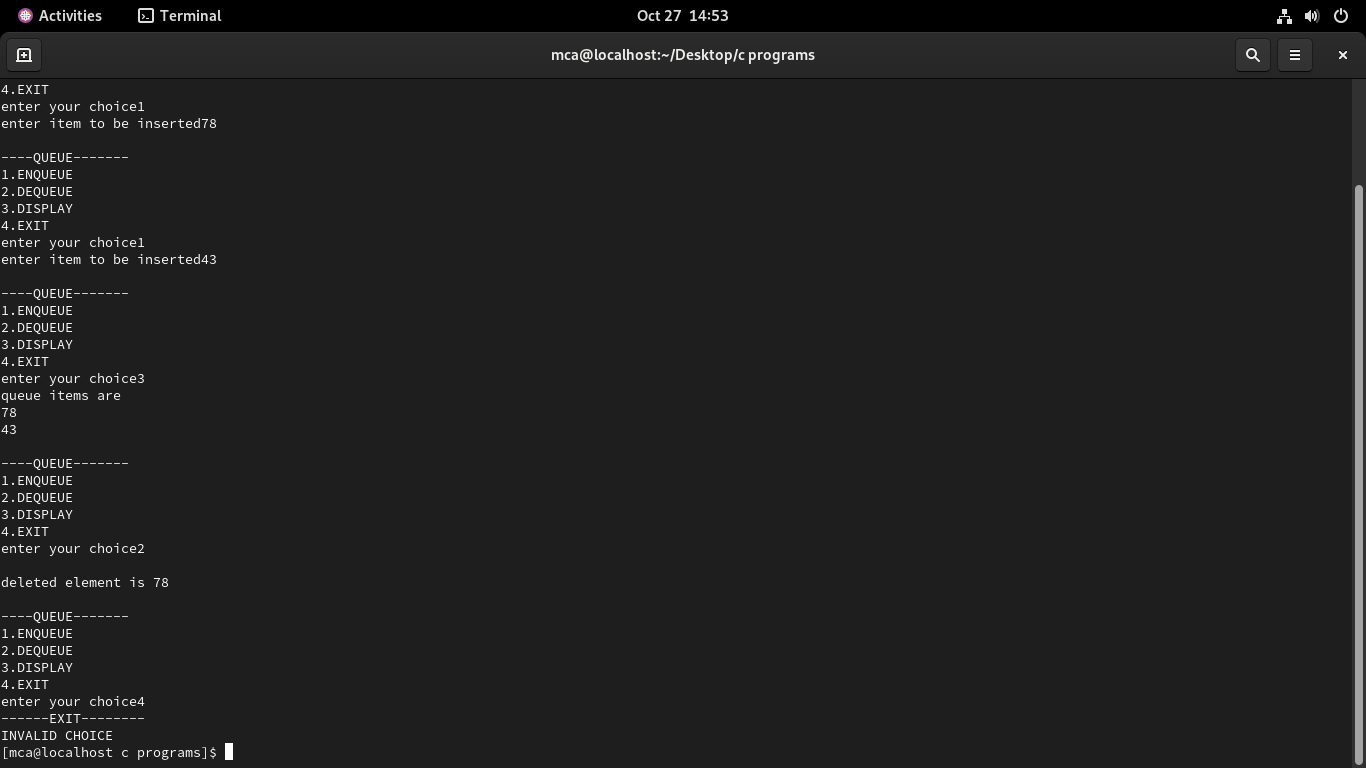 Activities Terminal Oct 27 14:53
mca@localhost:~/Desktop/c programs
4.EXIT
enter your choice1
enter item to be inserted78
----QUEUE-------
1.ENQUEUE
2.DEQUEUE
3.DISPLAY
4.EXIT
enter your choice1
enter item to be inserted43
----QUEUE-------
1.ENQUEUE
2.DEQUEUE
3.DISPLAY
4.EXIT
enter your choice3
queue items are
78
43
----QUEUE-------
1.ENQUEUE
2.DEQUEUE
3.DISPLAY
4.EXIT
enter your choice2
deleted element is 78
----QUEUE-------
1.ENQUEUE
2.DEQUEUE
3.DISPLAY
4.EXIT
enter your choice4
------EXIT--------
INVALID CHOICE
[mca@localhost c programs]$